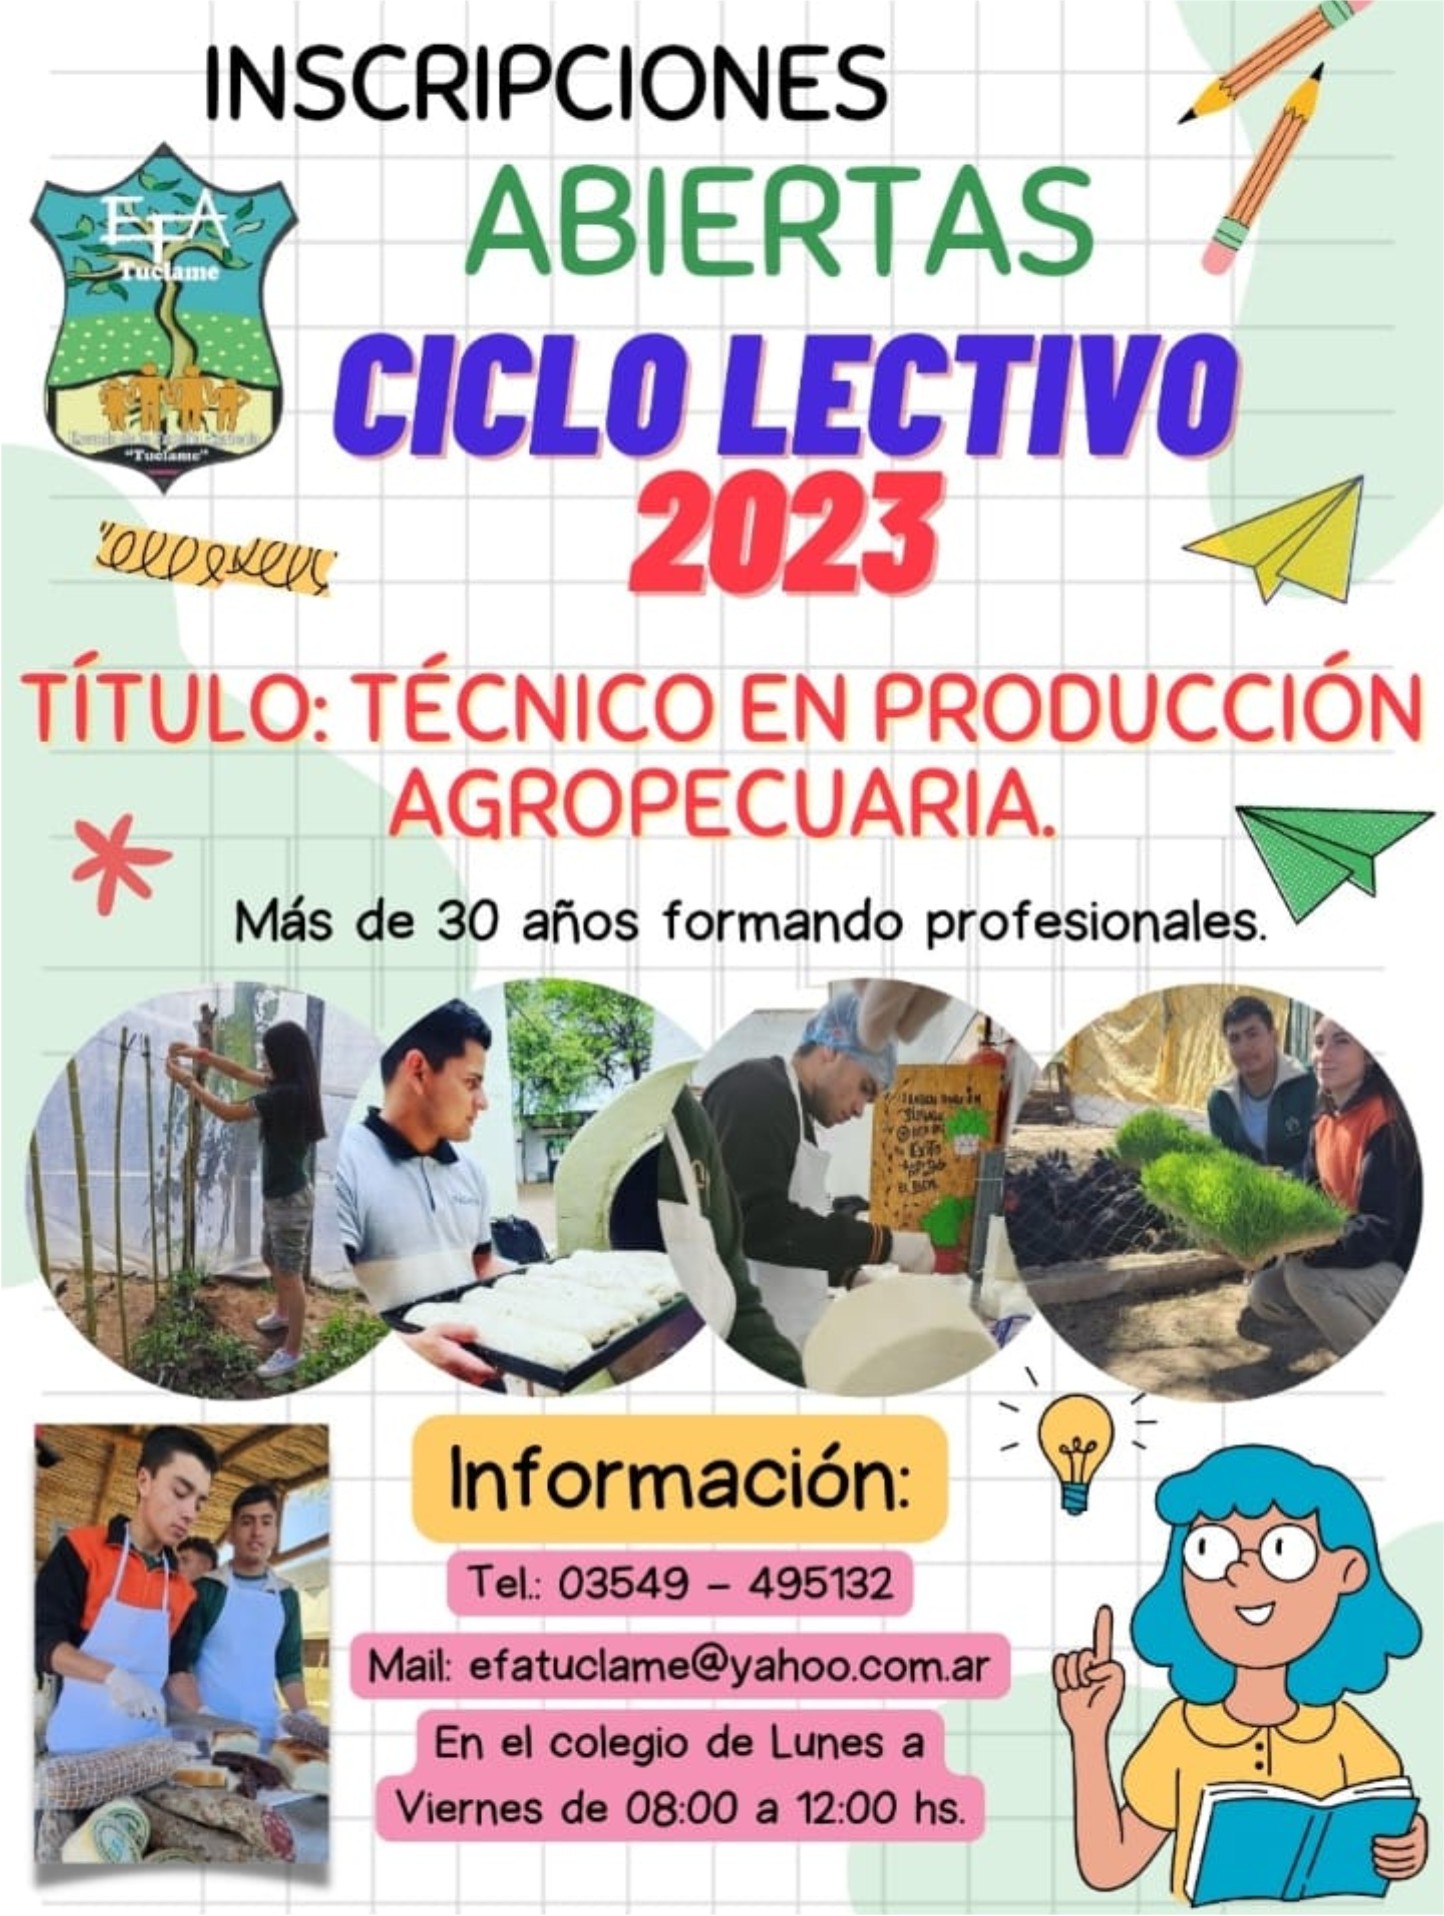 INSCRIPCIONES
ABIERTAS
EFA
Tuclame
"Tuclame"
CICLO LECTIVO
2023
TÍTULO: TÉCNICO EN PRODUCCIÓN
AGROPECUARIA.
Más de 30 años formando profesionales.
Información:
Tel.: 03549 – 495132
Mail: efatuclame@yahoo.com.ar
En el colegio de Lunes a
Viernes de 08:00 a 12:00 hs.